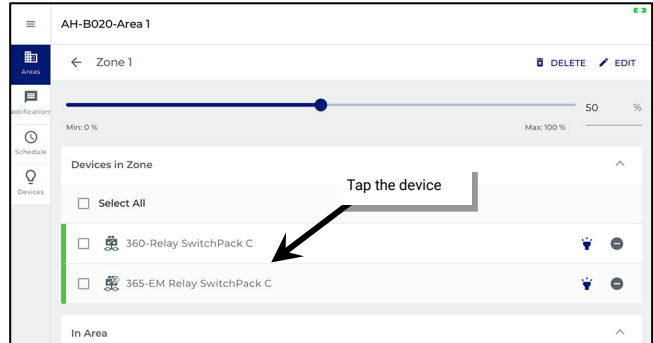 AH-B020-Area 1
Areas
Zone 1
DELETE
EDIT
Notifications
50 %
Min: 0 %
Max: 100 %
Schedule
Devices in Zone
Devices
Tap the device
Select All
360-Relay SwitchPack C
365-EM Relay SwitchPack C
In Area